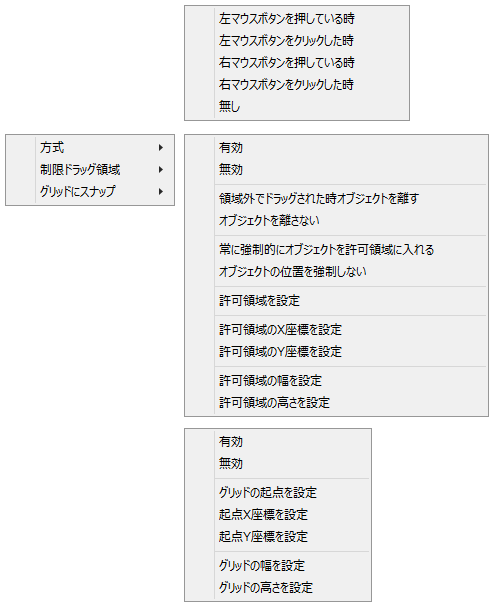 左マウスボタンを押している時
左マウスボタンをクリックした時
右マウスボタンを押している時
右マウスボタンをクリックした時
無し
方式
制限ドラッグ領域
グリッドにスナップ
有効
無効
領域外でドラッグされた時オブジェクトを離す
オブジェクトを離さない
常に強制的にオブジェクトを許可領域に入れる
オブジェクトの位置を強制しない
許可領域を設定
許可領域のX座標を設定
許可領域のY座標を設定
許可領域の幅を設定
許可領域の高さを設定
有効
無効
グリッドの起点を設定
起点X座標を設定
起点Y座標を設定
グリッドの幅を設定
グリッドの高さを設定